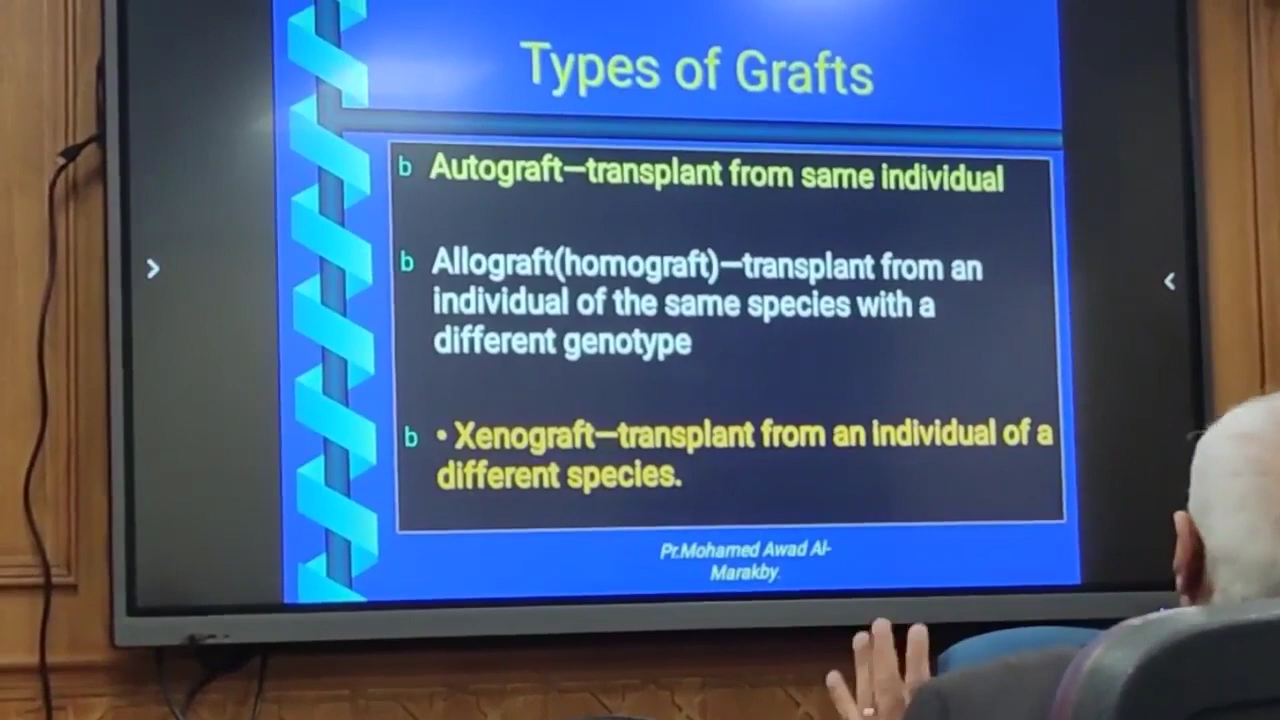 Types of Grafts
b Autograft—transplant from same individual
b Allograft(homograft)—transplant from an
individual of the same species with a
different genotype
b • Xenograft—transplant from an individual of a
different species.
Pr.Mohamed Awad Al-
Marakby